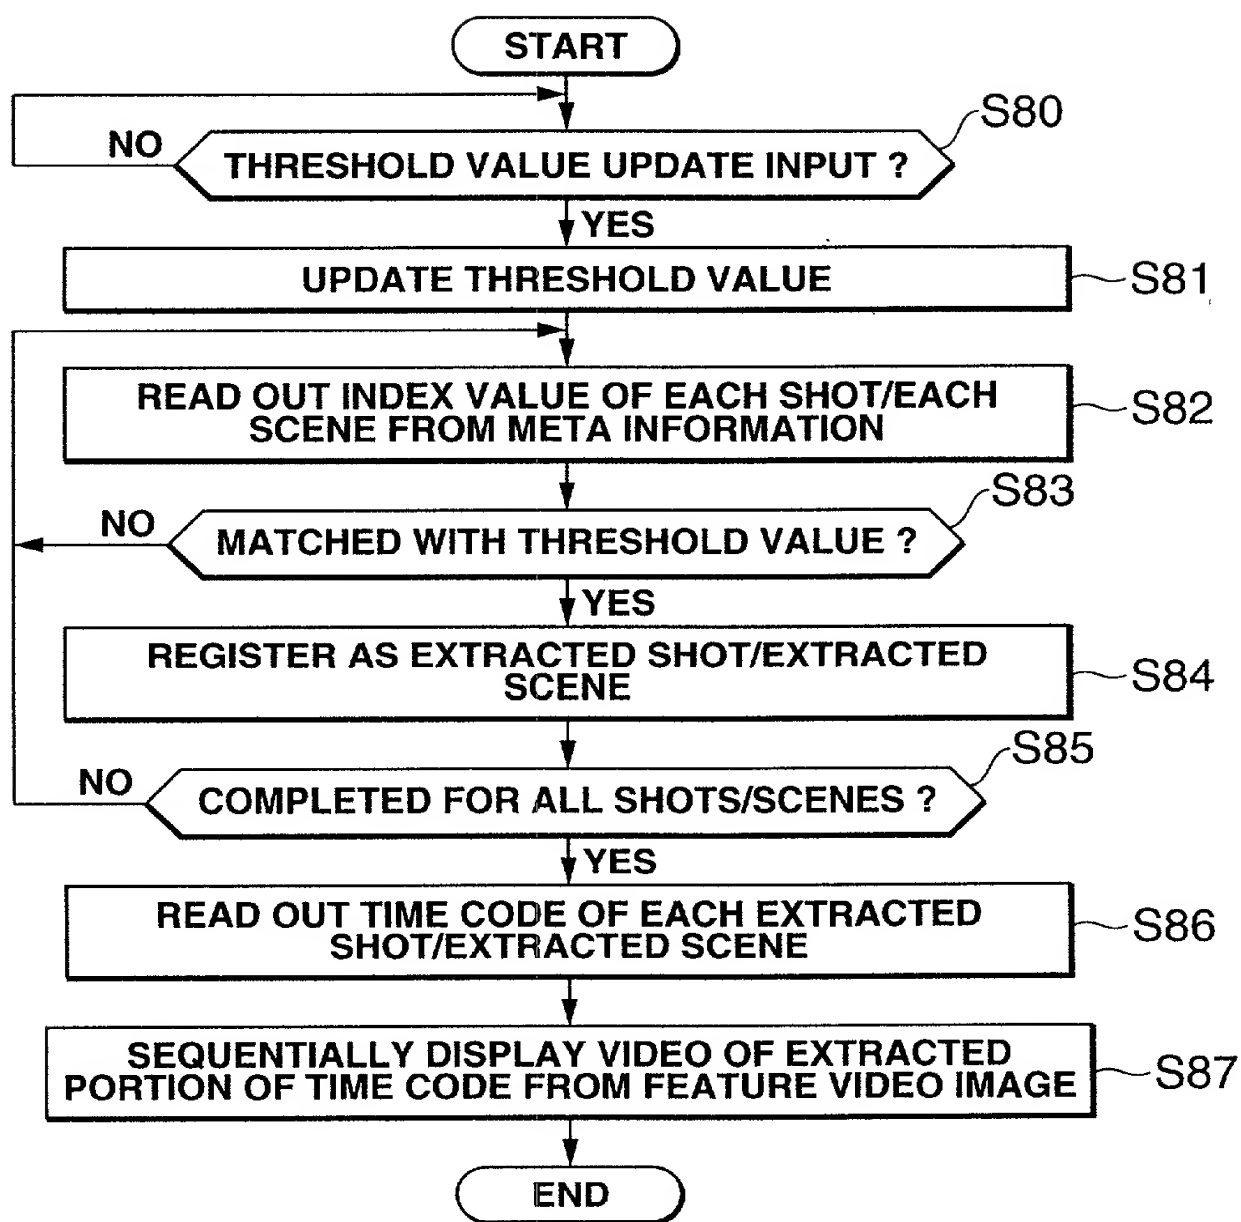 START
S80
NO
THRESHOLD VALUE UPDATE INPUT ?
YES
UPDATE THRESHOLD VALUE
S81
READ OUT INDEX VALUE OF EACH SHOT/EACH
SCENE FROM META INFORMATION
S82
S83
NO
MATCHED WITH THRESHOLD VALUE ?
YES
REGISTER AS EXTRACTED SHOT/EXTRACTED
SCENE
S84
S85
NO
COMPLETED FOR ALL SHOTS/SCENES ?
YES
READ OUT TIME CODE OF EACH EXTRACTED
SHOT/EXTRACTED SCENE
S86
SEQUENTIALLY DISPLAY VIDEO OF EXTRACTED
PORTION OF TIME CODE FROM FEATURE VIDEO IMAGE
S87
END